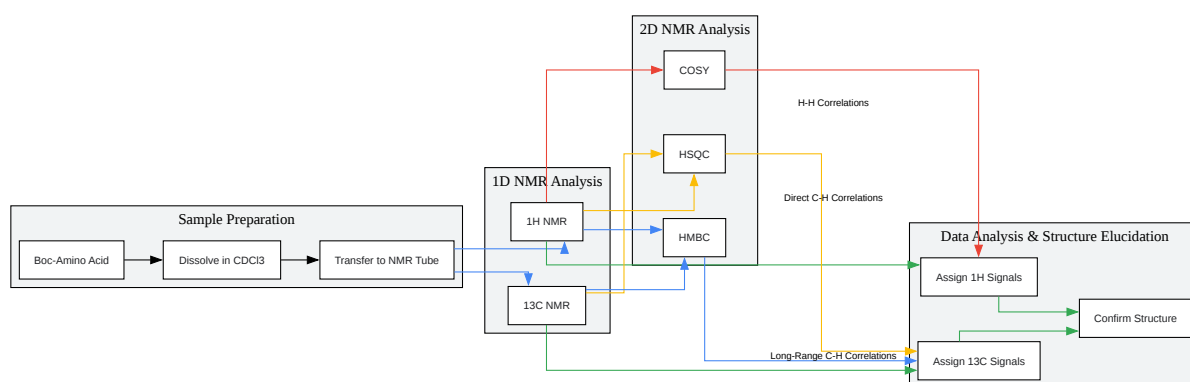 2D NMR Analysis
COSY
H-H Correlations
HSQC
1D NMR Analysis
Direct C-H Correlations
Sample Preparation
1H NMR
HMBC
Data Analysis & Structure Elucidation
Boc-Amino Acid
Dissolve in CDCl3
Transfer to NMR Tube
Assign 1H Signals
13C NMR
Confirm Structure
Long-Range C-H Correlations
Assign 13C Signals